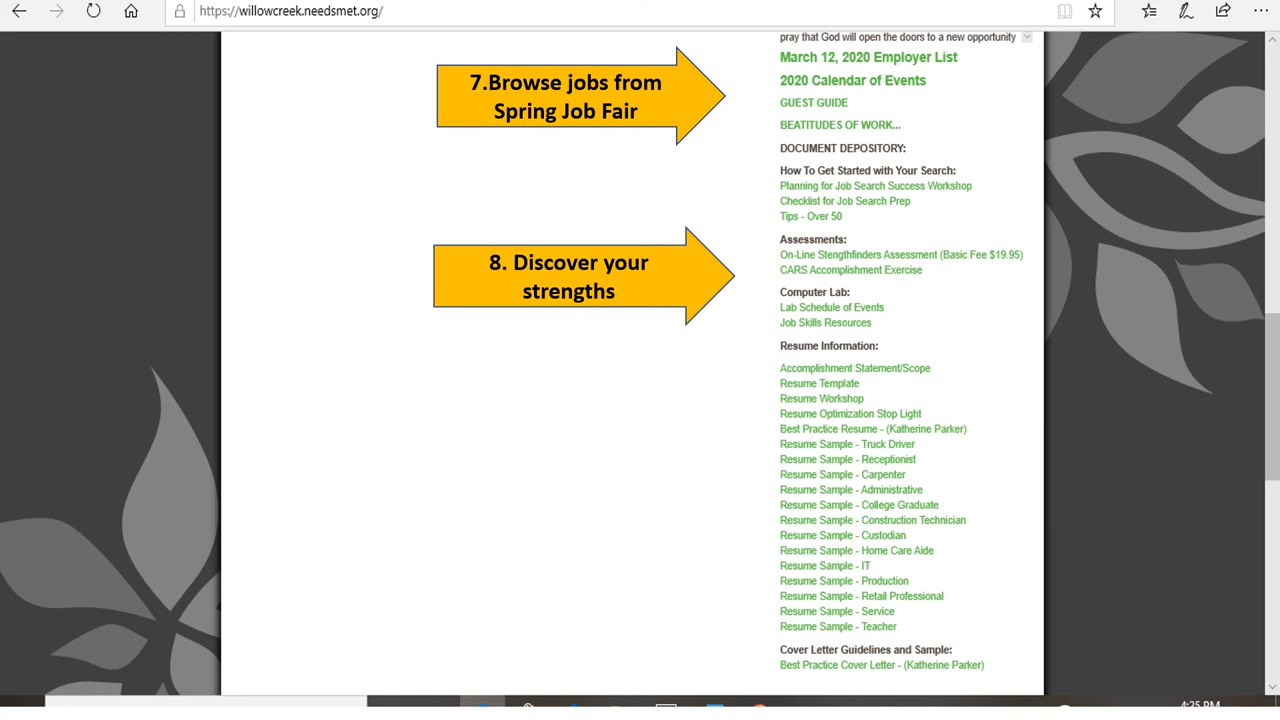 https://willowcreek.needsmet.org/
pray that God will open the doors to a new opportunity
7.Browse jobs from
Spring Job Fair
March 12, 2020 Employer List
2020 Calendar of Events
GUEST GUIDE
BEATITUDES OF WORK...
DOCUMENT DEPOSITORY:
How To Get Started with Your Search:
Planning for Job Search Success Workshop
Checklist for Job Search Prep
Tips - Over 50
8. Discover your
strengths
Assessments:
On-Line Stengthfinders Assessment (Basic Fee $19.95)
CARS Accomplishment Exercise
Computer Lab:
Lab Schedule of Events
Job Skills Resources
Resume Information:
Accomplishment Statement/Scope
Resume Template
Resume Workshop
Resume Optimization Stop Light
Best Practice Resume - (Katherine Parker)
Resume Sample - Truck Driver
Resume Sample - Receptionist
Resume Sample - Carpenter
Resume Sample - Administrative
Resume Sample - College Graduate
Resume Sample - Construction Technician
Resume Sample - Custodian
Resume Sample - Home Care Aide
Resume Sample - IT
Resume Sample - Production
Resume Sample - Retail Professional
Resume Sample - Service
Resume Sample - Teacher
Cover Letter Guidelines and Sample:
Best Practice Cover Letter - (Katherine Parker)
4:25 PM